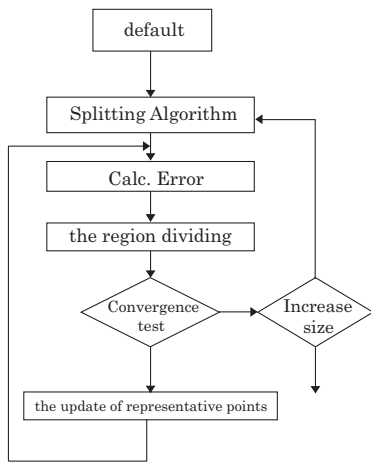 default
Splitting Algorithm
Calc. Error
the region dividing
Convergence
test
Increase
size
the update of representative points